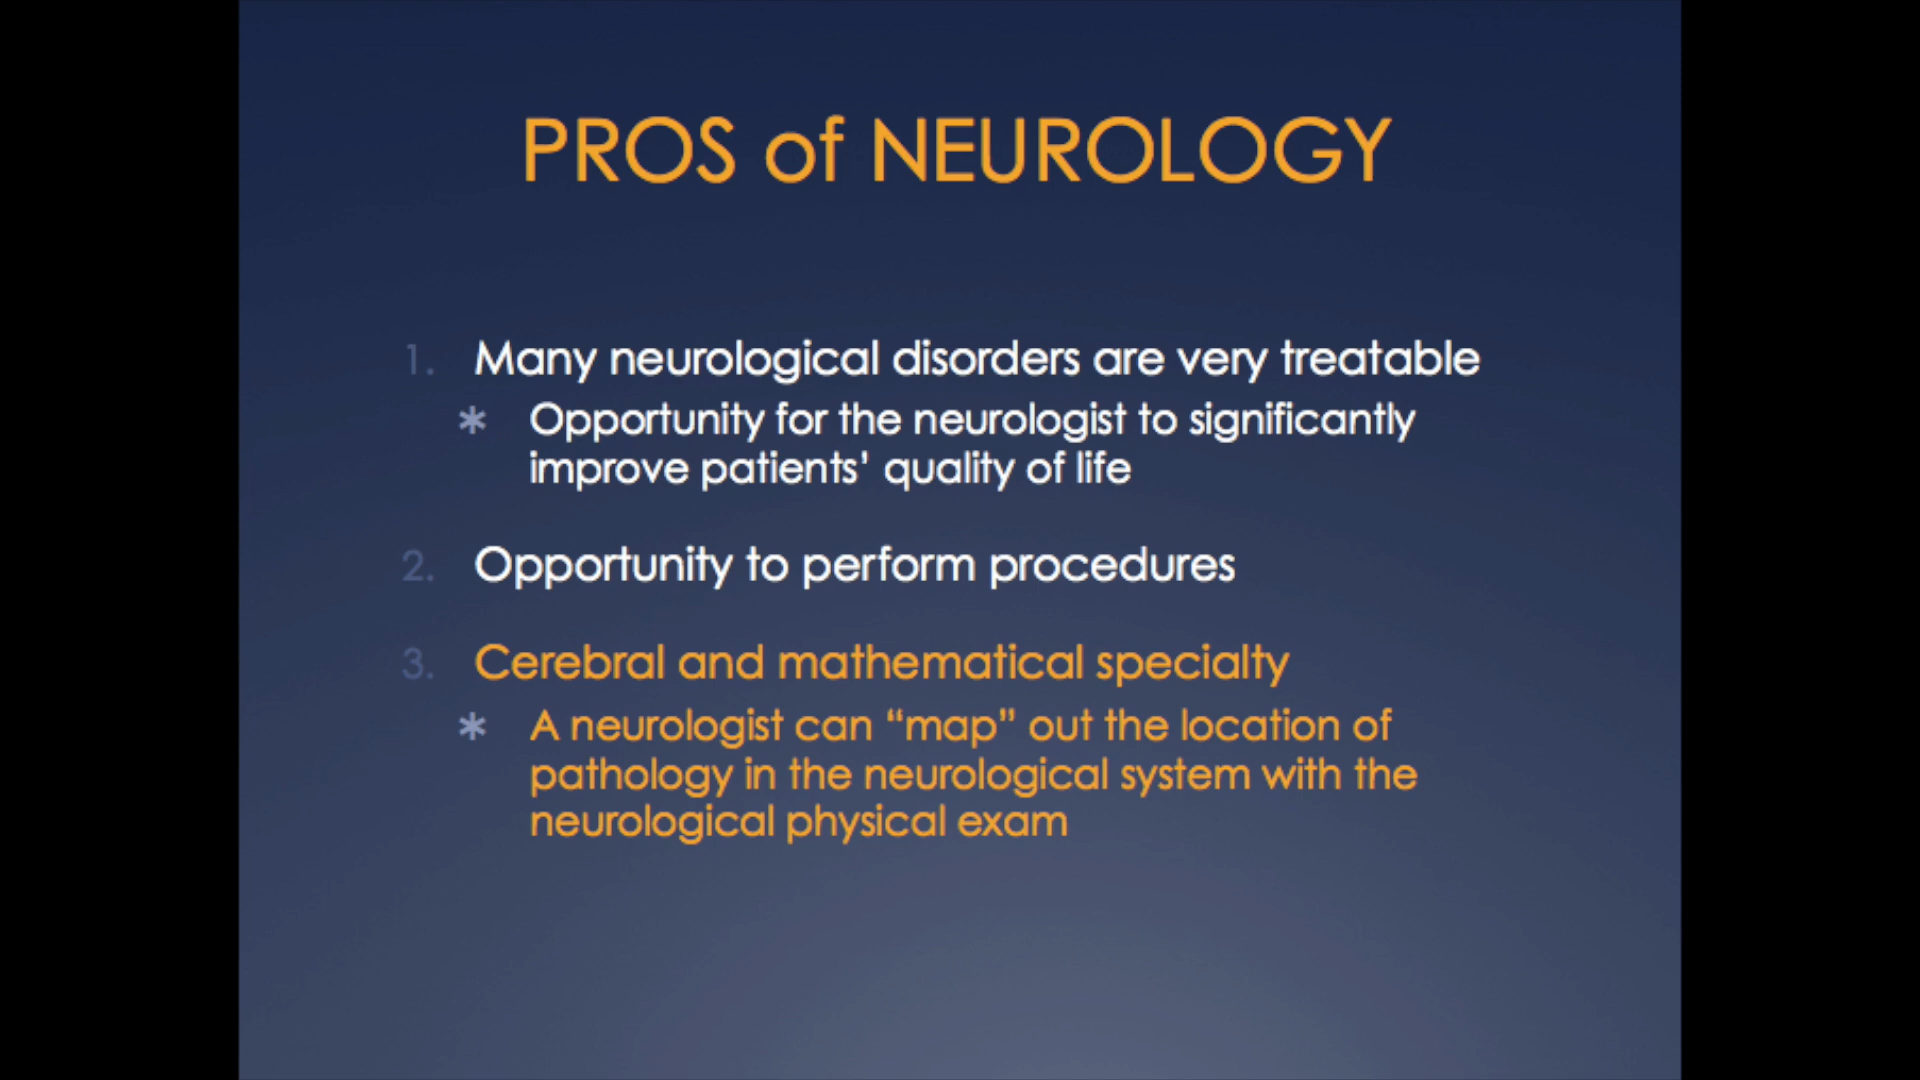 PROS of NEUROLOGY
1. Many neurological disorders are very treatable
* Opportunity for the neurologist to significantly
improve patients’ quality of life
2. Opportunity to perform procedures
3. Cerebral and mathematical specialty
* A neurologist can “map” out the location of
pathology in the neurological system with the
neurological physical exam